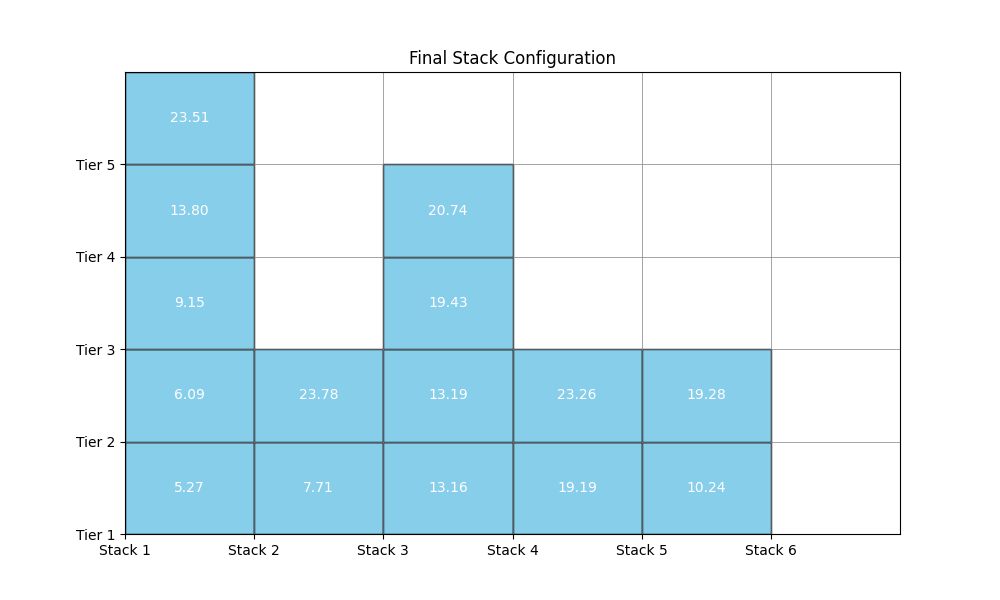 Final Stack Configuration
23.51
Tier 5
13.80 20.74
Tier 4
9.15 19.43
Tier 3
6.09 23.78 13.19 23.26 19.28
Tier 2
5.27 7.71 13.16 19.19 10.24
Tier 1
Stack 1 Stack 2 Stack 3 Stack 4 Stack 5 Stack 6